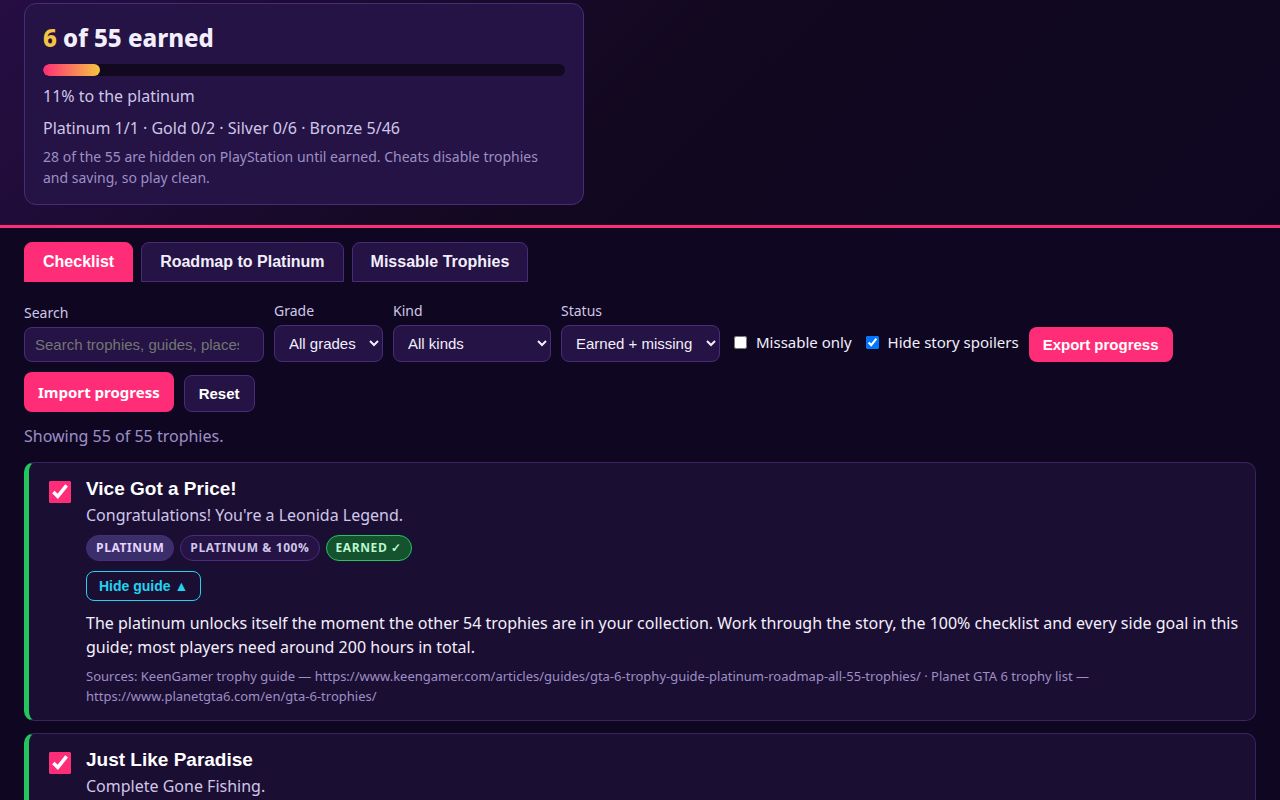 6 of 55 earned
11% to the platinum
Platinum 1/1 · Gold 0/2 · Silver 0/6 · Bronze 5/46
28 of the 55 are hidden on PlayStation until earned. Cheats disable trophies
and saving, so play clean.
Checklist
Roadmap to Platinum
Missable Trophies
Search
Grade
Kind
Status
Search trophies, guides, places
All grades
All kinds
Earned + missing
Missable only
Hide story spoilers
Export progress
Import progress
Reset
Showing 55 of 55 trophies.
Vice Got a Price!
Congratulations! You're a Leonida Legend.
PLATINUM
PLATINUM & 100%
EARNED ✓
Hide guide ▲
The platinum unlocks itself the moment the other 54 trophies are in your collection. Work through the story, the 100% checklist and every side goal in this
guide; most players need around 200 hours in total.
Sources: KeenGamer trophy guide — https://www.keengamer.com/articles/guides/gta-6-trophy-guide-platinum-roadmap-all-55-trophies/ · Planet GTA 6 trophy list —
https://www.planetgta6.com/en/gta-6-trophies/
Just Like Paradise
Complete Gone Fishing.